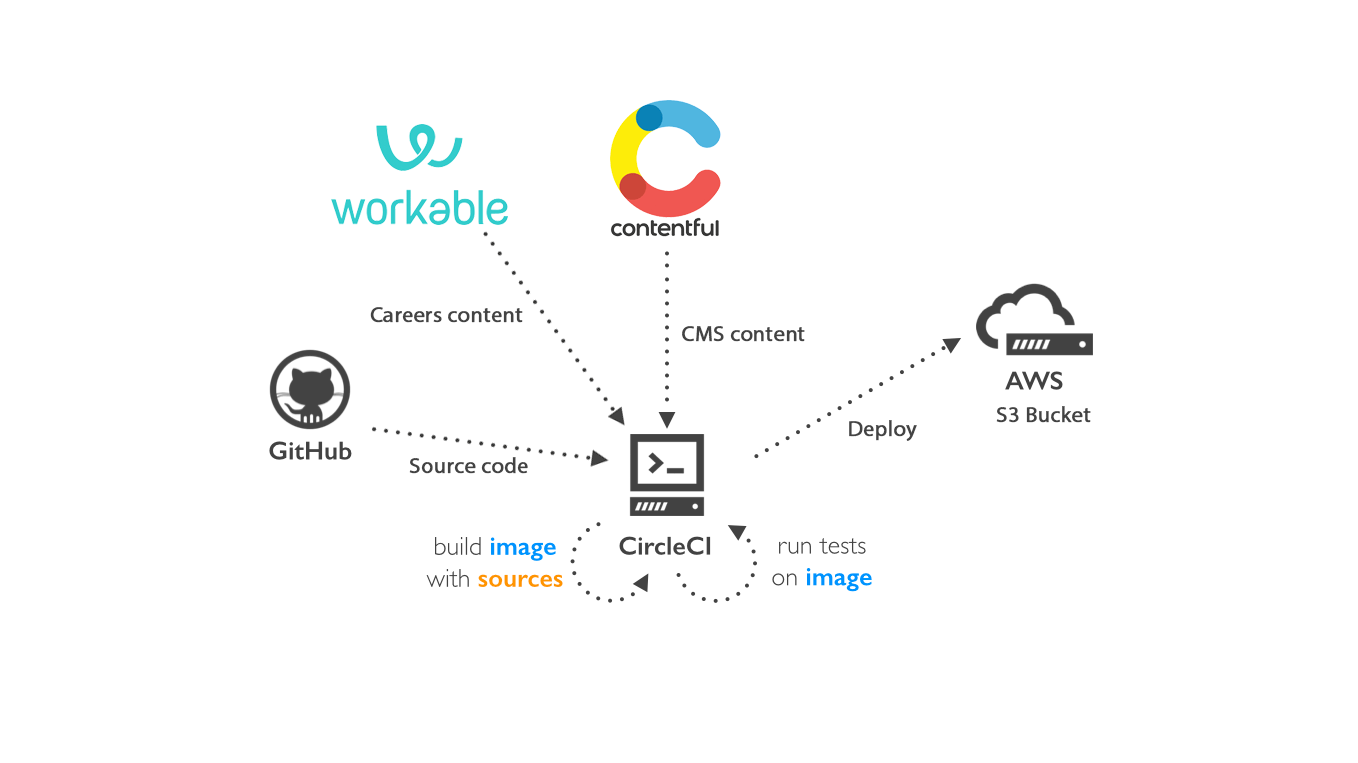 workable
contentful
Careers content
CMS content
GitHub
Source code
AWS
S3 Bucket
Deploy
CircleCI
build image
with sources
run tests
on image